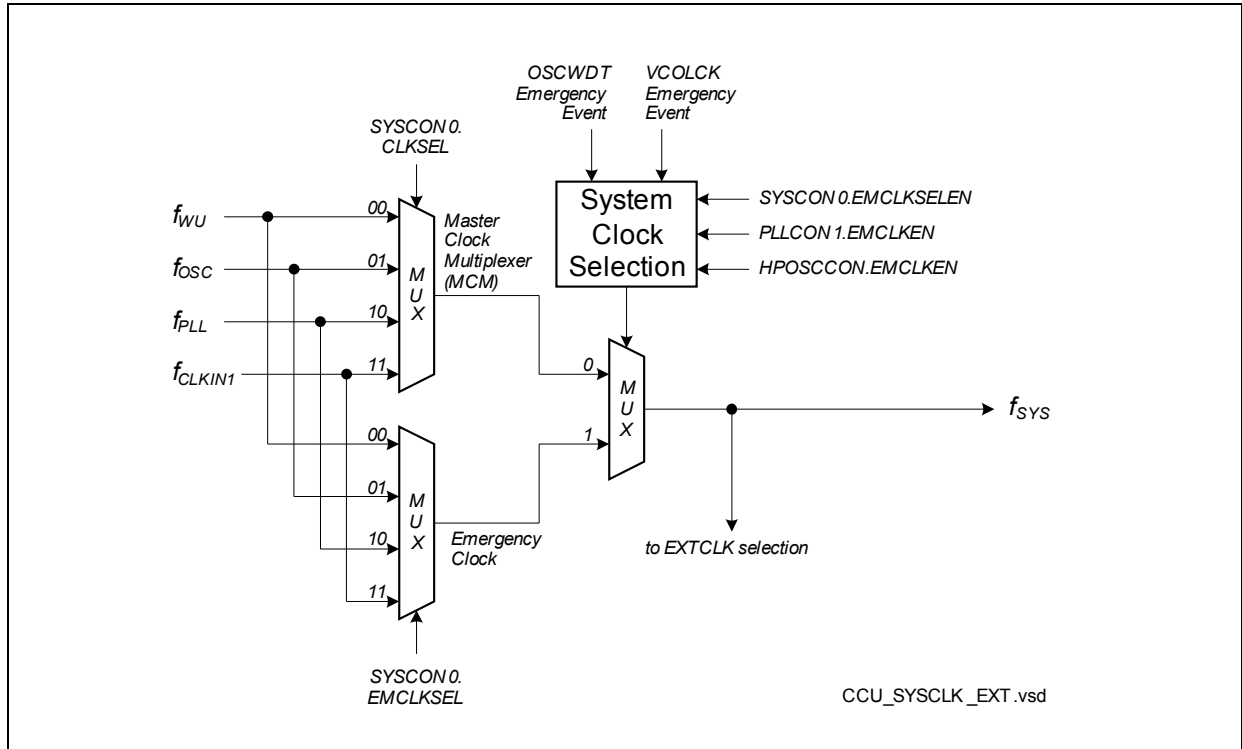 OSCWDT
Emergency
Event
VCOLCK
Emergency
Event
SYSCON 0.
CLKSEL
System
Clock
Selection
SYSCON 0.EMCLKSELEN
PLLCON 1.EMCLKEN
HPOSCCON.EMCLKEN
fWU
fOSC
fPLL
fCLKIN1
00
01
10
11
M
U
X
Master
Clock
Multiplexer
(MCM)
00
01
10
11
M
U
X
Emergency
Clock
SYSCON 0.
EMCLKSEL
0
1
M
U
X
fSYS
to EXTCLK selection
CCU_SYSCLK _EXT .vsd